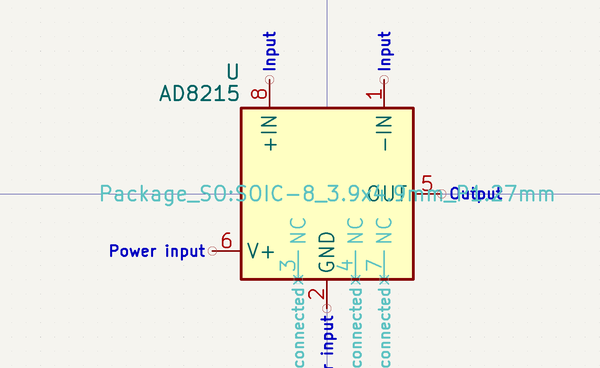 Input
Input
U
AD8215
8
1
+IN
-IN
Package_SO:SOIC-8_3.9x4.9mm_P1.27mm
OUT
5
Output
Power input
6
V+
3
NC
GND
4
NC
7
NC
2
connected
r input
connected
connected